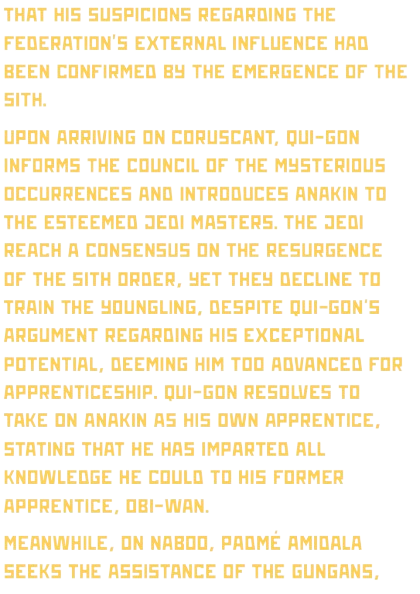 THAT HIS SUSPICIONS REGARDING THE
FEDERATION'S EXTERNAL INFLUENCE HAD
BEEN CONFIRMED BY THE EMERGENCE OF THE
SITH.
UPON ARRIVING ON CORUSCANT, QUI-GON
INFORMS THE COUNCIL OF THE MYSTERIOUS
OCCURRENCES AND INTRODUCES ANAKIN TO
THE ESTEEMED JEDI MASTERS. THE JEDI
REACH A CONSENSUS ON THE RESURGENCE
OF THE SITH ORDER, YET THEY DECLINE TO
TRAIN THE YOUNGLING, DESPITE QUI-GON'S
ARGUMENT REGARDING HIS EXCEPTIONAL
POTENTIAL, DEEMING HIM TOO ADVANCED FOR
APPRENTICESHIP. QUI-GON RESOLVES TO
TAKE ON ANAKIN AS HIS OWN APPRENTICE,
STATING THAT HE HAS IMPARTED ALL
KNOWLEDGE HE COULD TO HIS FORMER
APPRENTICE, OBI-WAN.
MEANWHILE, ON NABOO, PADMÉ AMIDALA
SEEKS THE ASSISTANCE OF THE GUNGANS,